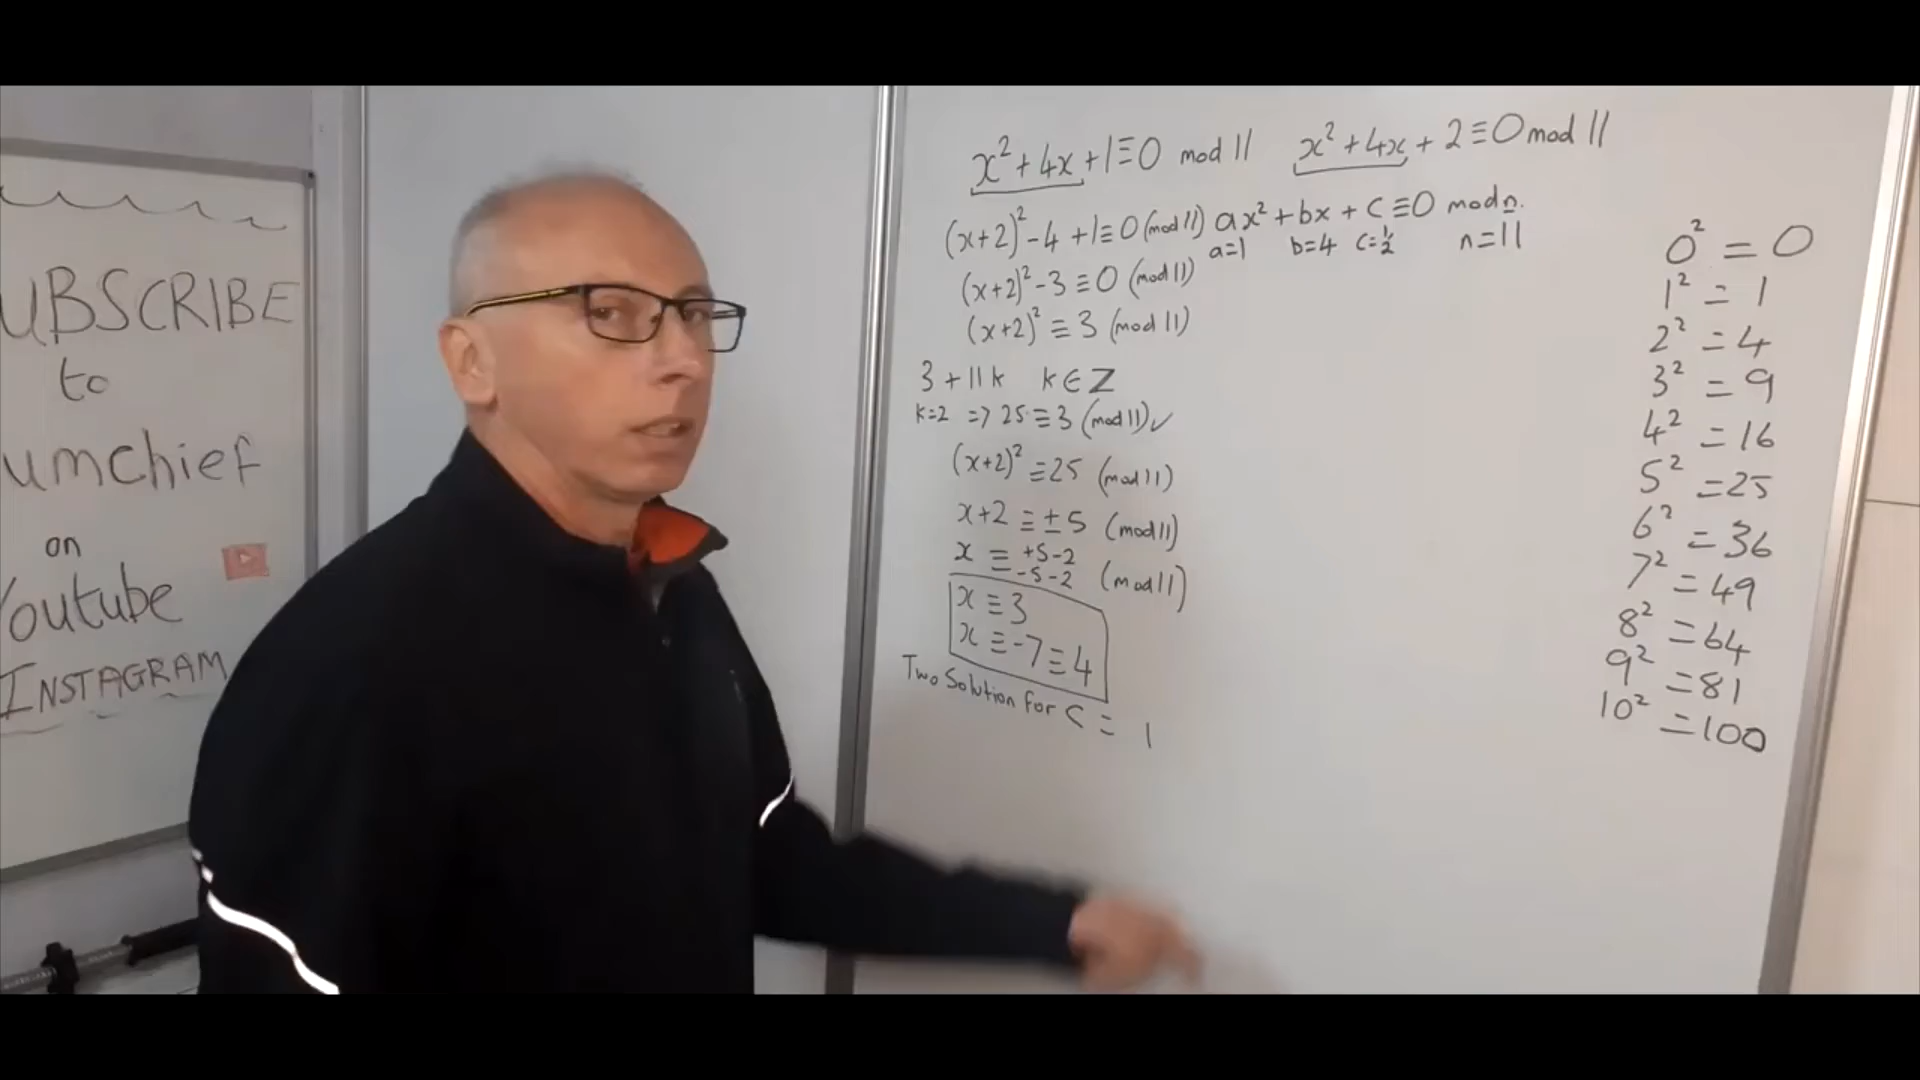 UBSCRIBE
to
umchief
on
Youtube
INSTAGRAM
x² + 4x + 1 ≡ 0 mod 11
x² + 4x + 2 ≡ 0 mod 11
(x+2)² - 4 + 1 ≡ 0 (mod 11)
ax² + bx + c ≡ 0 mod n.
a=1 b=4 c=1/2 n=11
(x+2)² - 3 ≡ 0 (mod 11)
(x+2)² ≡ 3 (mod 11)
3 + 11k k ∈ Z
k=2 => 25 ≡ 3 (mod 11) ✓
(x+2)² ≡ 25 (mod 11)
x+2 ≡ ±5 (mod 11)
x ≡ +5-2
-5-2 (mod 11)
x ≡ 3
x ≡ -7 ≡ 4
Two Solution for C = 1
0² = 0
1² = 1
2² = 4
3² = 9
4² = 16
5² = 25
6² = 36
7² = 49
8² = 64
9² = 81
10² = 100